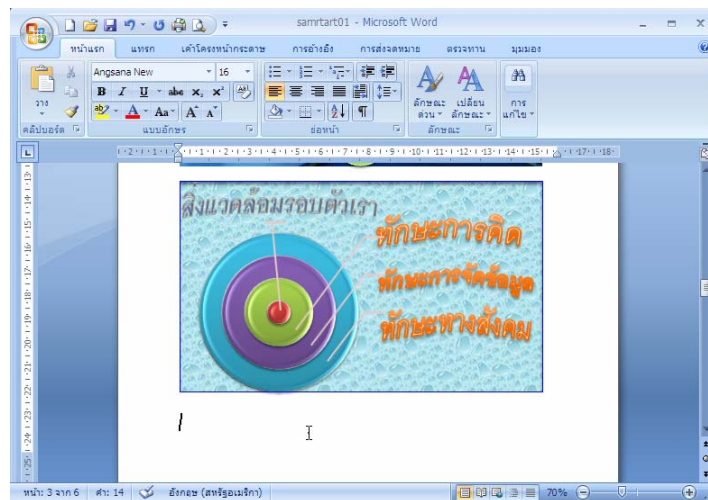 samrtart01 - Microsoft Word
หน้าแรก แทรก เค้าโครงหน้ากระดาษ การอ้างอิง การส่งจดหมาย ตรวจทาน มุมมอง
Angsana New 16
วาง
B I U abc x, x²
Aa A A
ลักษณะด่วน เปลี่ยนลักษณะ การแก้ไข
คลิปบอร์ด แบบอักษร ย่อหน้า ลักษณะ
สิ่งแวดล้อมรอบตัวเรา
ทักษะการคิด
ทักษะการจัดข้อมูล
ทักษะทางสังคม
หน้า: 3 จาก 6 คำ: 14 อังกฤษ (สหรัฐอเมริกา) 70%